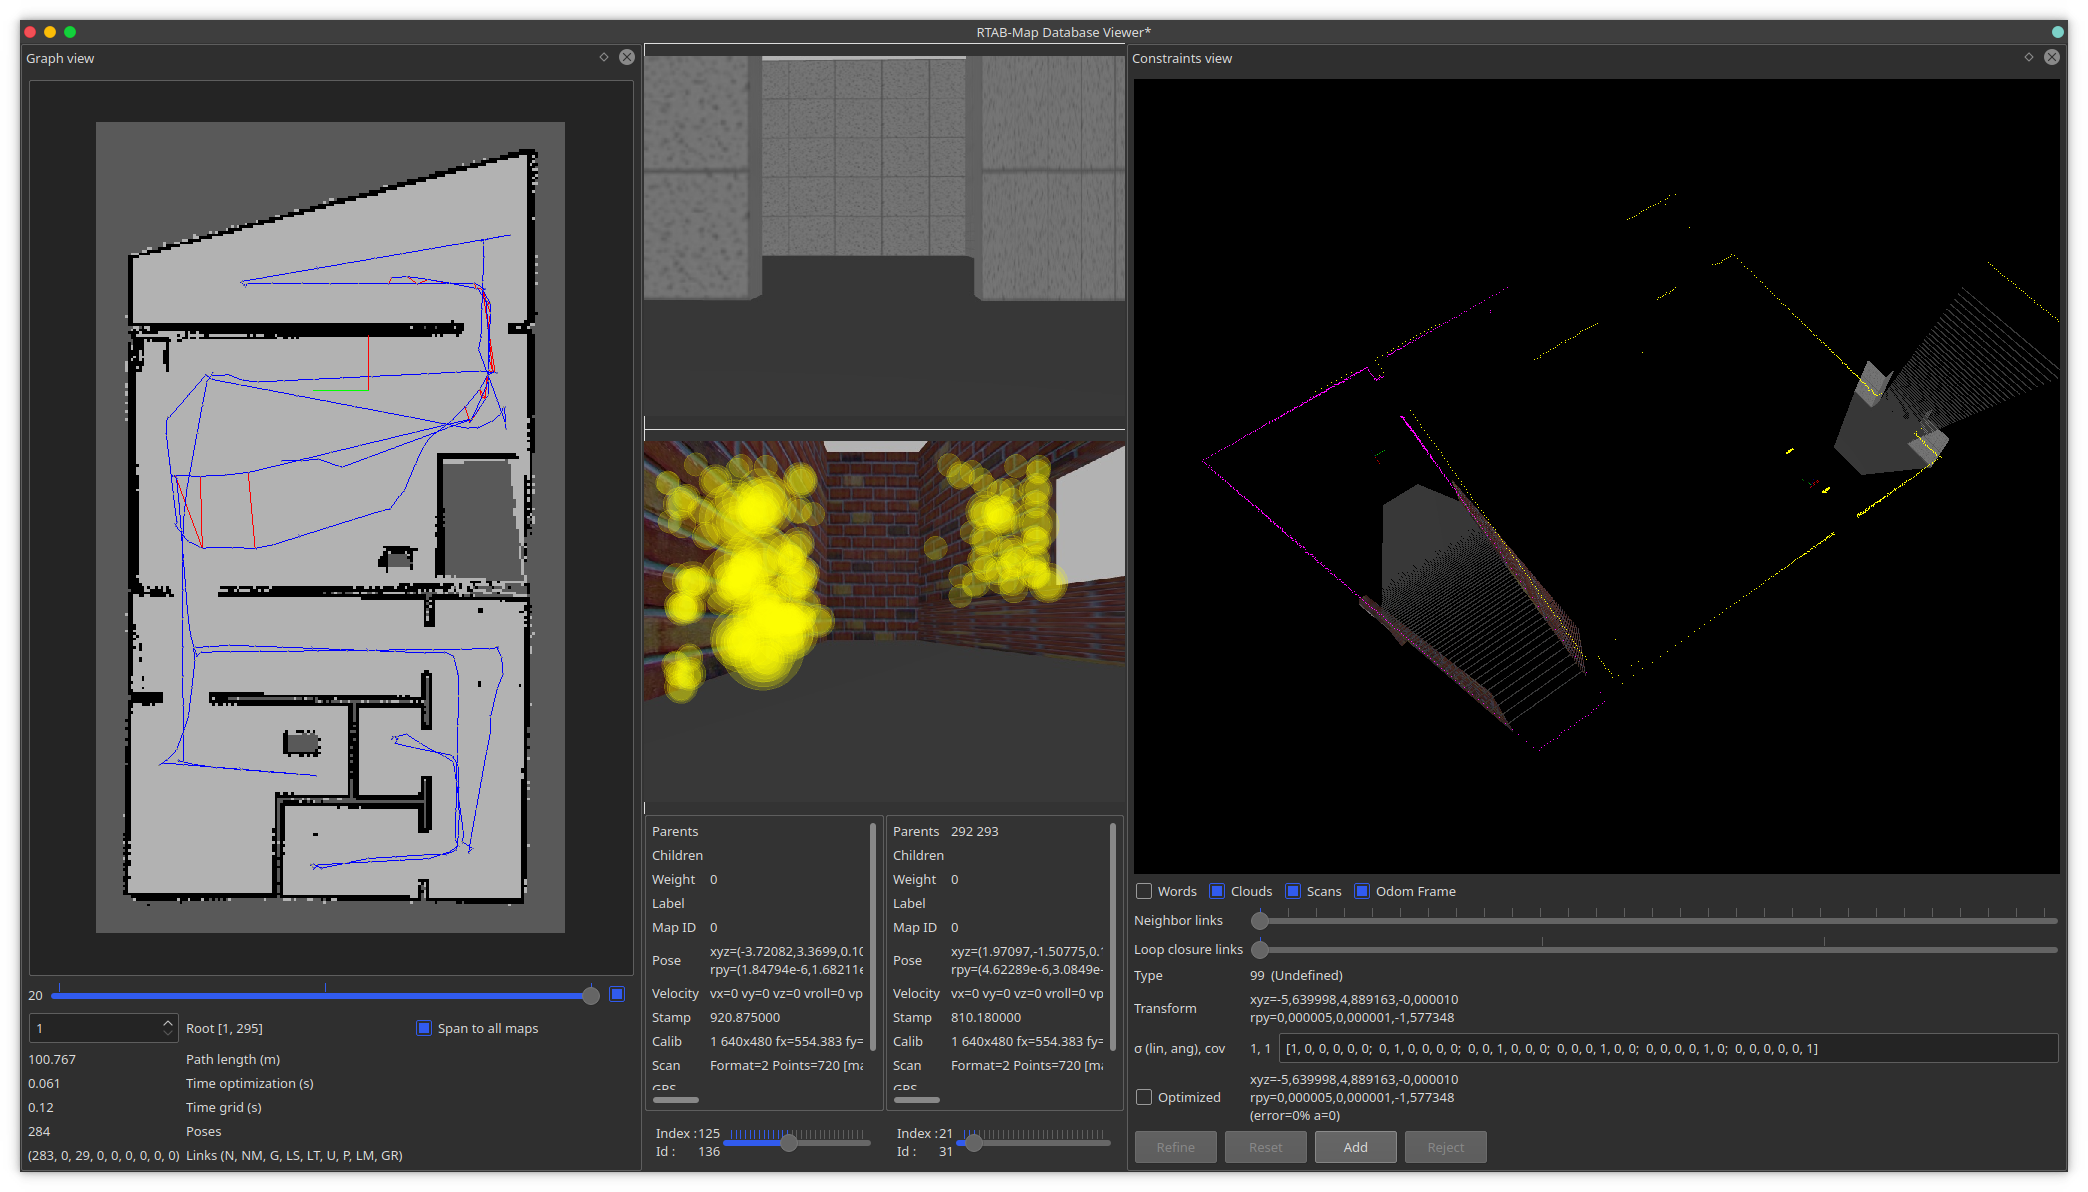 RTAB-Map Database Viewer*
Graph view
20
1
Root [1, 295]
Span to all maps
100.767 Path length (m)
0.061 Time optimization (s)
0.12 Time grid (s)
284 Poses
(283, 0, 29, 0, 0, 0, 0, 0, 0) Links (N, NM, G, LS, LT, U, P, LM, GR)
Parents
Children
Weight 0
Label
Map ID 0
Pose xyz=(-3.72082,3.3699,0.10
rpy=(1.84794e-6,1.68211e
Velocity vx=0 vy=0 vz=0 vroll=0 vp
Stamp 920.875000
Calib 1 640x480 fx=554.383 fy=
Scan Format=2 Points=720 [ma
GPS
Index : 125
Id : 136
Parents 292 293
Children
Weight 0
Label
Map ID 0
Pose xyz=(1.97097,-1.50775,0.1
rpy=(4.62289e-6,3.0849e-
Velocity vx=0 vy=0 vz=0 vroll=0 vp
Stamp 810.180000
Calib 1 640x480 fx=554.383 fy=
Scan Format=2 Points=720 [ma
GPS
Index : 21
Id : 31
Constraints view
Words Clouds Scans Odom Frame
Neighbor links
Loop closure links
Type 99 (Undefined)
Transform xyz=-5,639998,4,889163,-0,000010
rpy=0,000005,0,000001,-1,577348
σ (lin, ang), cov 1, 1 [1, 0, 0, 0, 0, 0; 0, 1, 0, 0, 0, 0; 0, 0, 1, 0, 0, 0; 0, 0, 0, 1, 0, 0; 0, 0, 0, 0, 1, 0; 0, 0, 0, 0, 0, 1]
Optimized xyz=-5,639998,4,889163,-0,000010
rpy=0,000005,0,000001,-1,577348
(error=0% a=0)
Refine Reset Add Reject